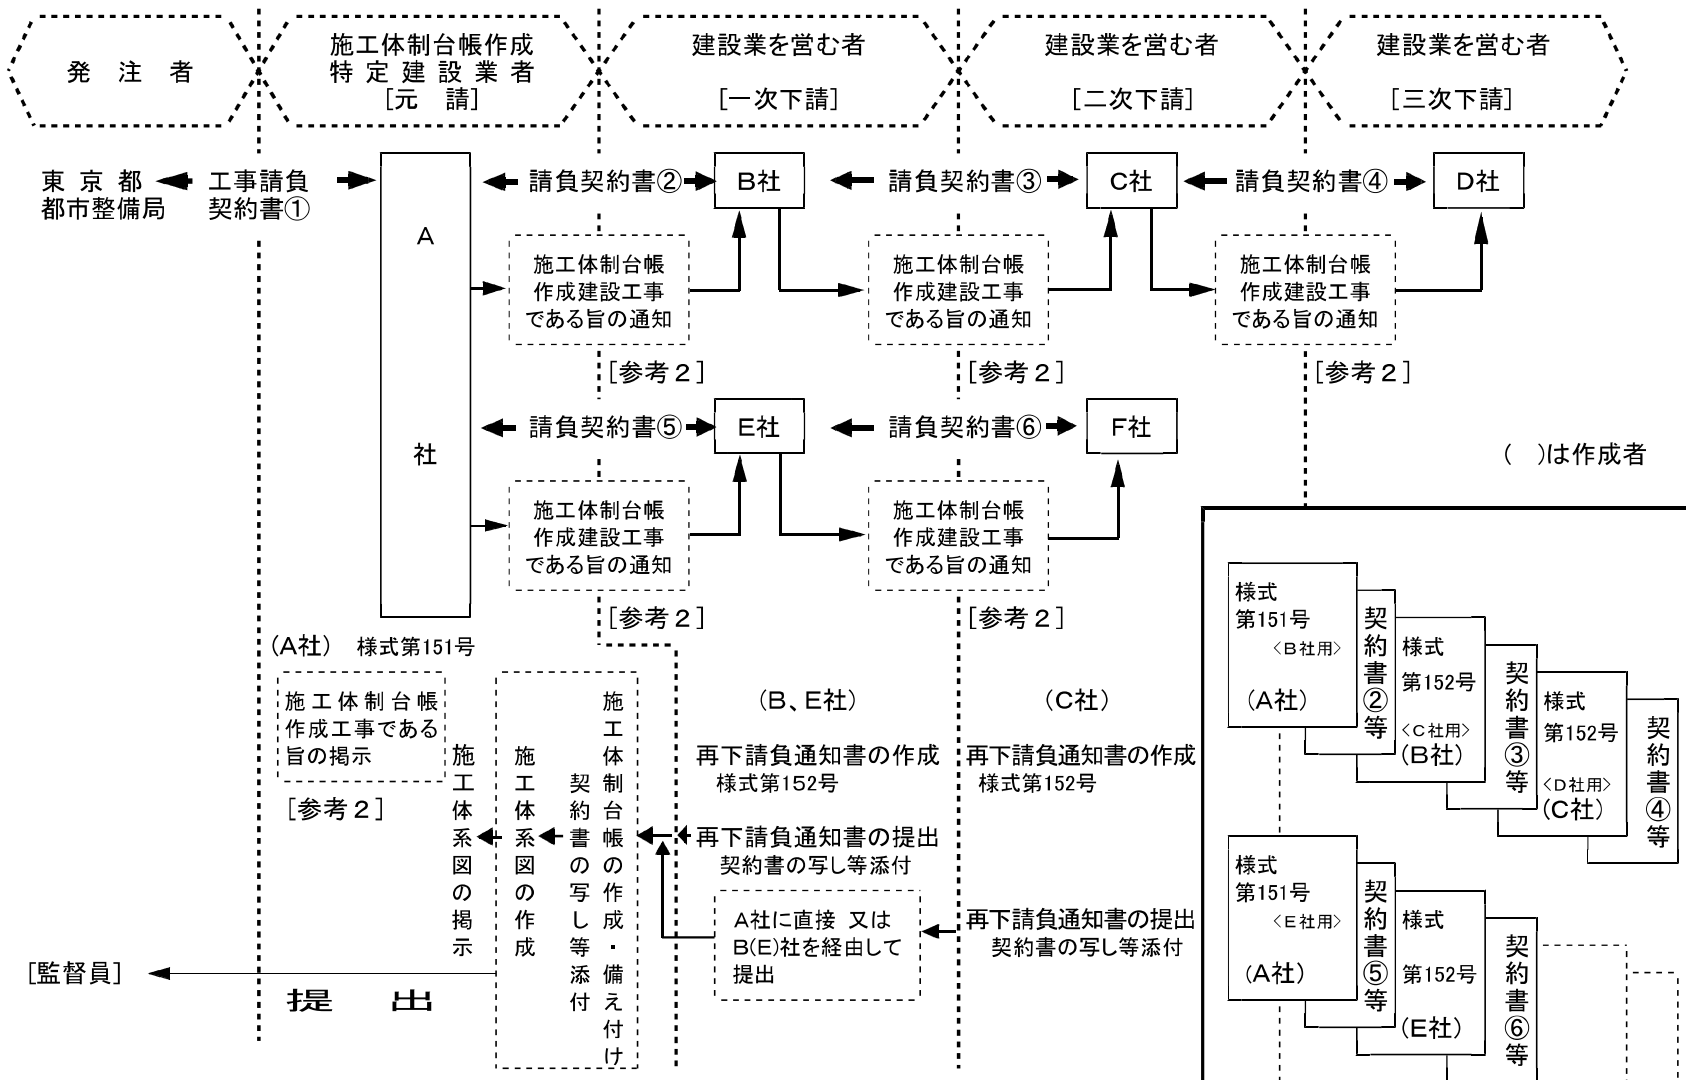 発 注 者
施工体制台帳作成
特 定 建 設 業 者
[元 請]
建設業を営む者
[一次下請]
建設業を営む者
[二次下請]
建設業を営む者
[三次下請]
東 京 都
都市整備局
工事請負
契約書①
A
社
請負契約書②
B社
請負契約書③
C社
請負契約書④
D社
施工体制台帳
作成建設工事
である旨の通知
[参考2]
施工体制台帳
作成建設工事
である旨の通知
[参考2]
施工体制台帳
作成建設工事
である旨の通知
[参考2]
請負契約書⑤
E社
請負契約書⑥
F社
施工体制台帳
作成建設工事
である旨の通知
[参考2]
施工体制台帳
作成建設工事
である旨の通知
[参考2]
( )は作成者
(A社) 様式第151号
施工体制台帳
作成工事である
旨の掲示
[参考2]
施工体系図の掲示
施工体系図の作成
契約書の写し等添付
施工体制台帳の作成・備え付け
(B、E社)
再下請負通知書の作成
様式第152号
再下請負通知書の提出
契約書の写し等添付
A社に直接 又は
B(E)社を経由して
提出
(C社)
再下請負通知書の作成
様式第152号
再下請負通知書の提出
契約書の写し等添付
[監督員]
提 出
様式
第151号
<B社用>
(A社)
契約書②等
様式
第152号
<C社用>
(B社)
契約書③等
様式
第152号
<D社用>
(C社)
契約書④等
様式
第151号
<E社用>
(A社)
契約書⑤等
様式
第152号
(E社)
契約書⑥等